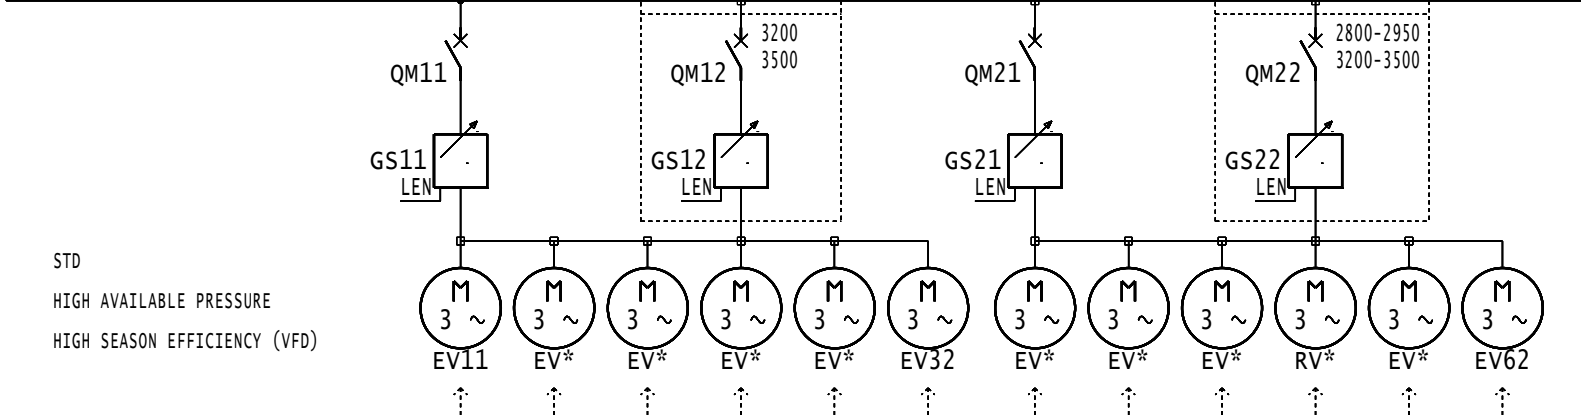 3200
3500
2800-2950
3200-3500
QM11
QM12
QM21
QM22
GS11
LEN
GS12
LEN
GS21
LEN
GS22
LEN
STD
HIGH AVAILABLE PRESSURE
HIGH SEASON EFFICIENCY (VFD)
M M M M M M M M M M M M
3 ~ 3 ~ 3 ~ 3 ~ 3 ~ 3 ~ 3 ~ 3 ~ 3 ~ 3 ~ 3 ~ 3 ~
EV11 EV* EV* EV* EV* EV32 EV* EV* EV* RV* EV* EV62